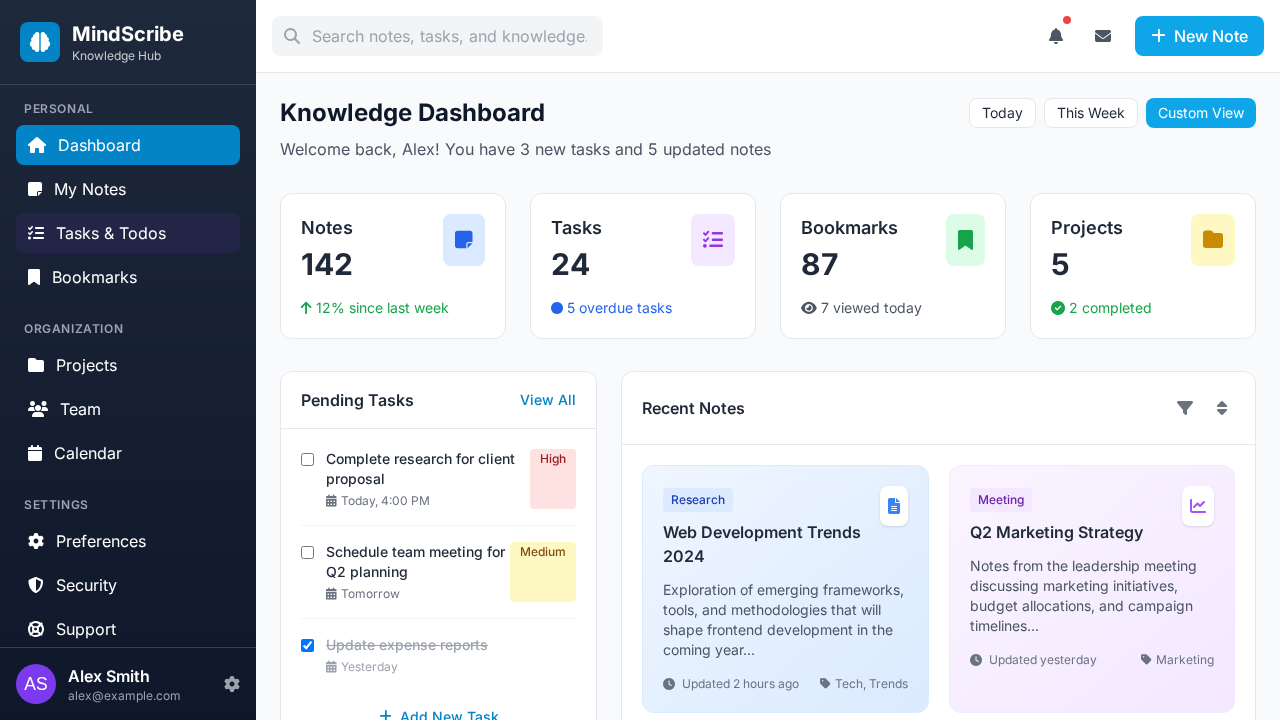 MindScribe
Knowledge Hub
PERSONAL
Dashboard
My Notes
Tasks & Todos
Bookmarks
ORGANIZATION
Projects
Team
Calendar
SETTINGS
Preferences
Security
Support
AS
Alex Smith
alex@example.com
Search notes, tasks, and knowledge.
New Note
Knowledge Dashboard
Welcome back, Alex! You have 3 new tasks and 5 updated notes
Today
This Week
Custom View
Notes
142
12% since last week
Tasks
24
5 overdue tasks
Bookmarks
87
7 viewed today
Projects
5
2 completed
Pending Tasks
View All
Complete research for client
proposal
Today, 4:00 PM
High
Schedule team meeting for
Q2 planning
Tomorrow
Medium
Update expense reports
Yesterday
Add New Task
Recent Notes
Research
Web Development Trends
2024
Exploration of emerging frameworks,
tools, and methodologies that will
shape frontend development in the
coming year...
Updated 2 hours ago
Tech, Trends
Meeting
Q2 Marketing Strategy
Notes from the leadership meeting
discussing marketing initiatives,
budget allocations, and campaign
timelines...
Updated yesterday
Marketing